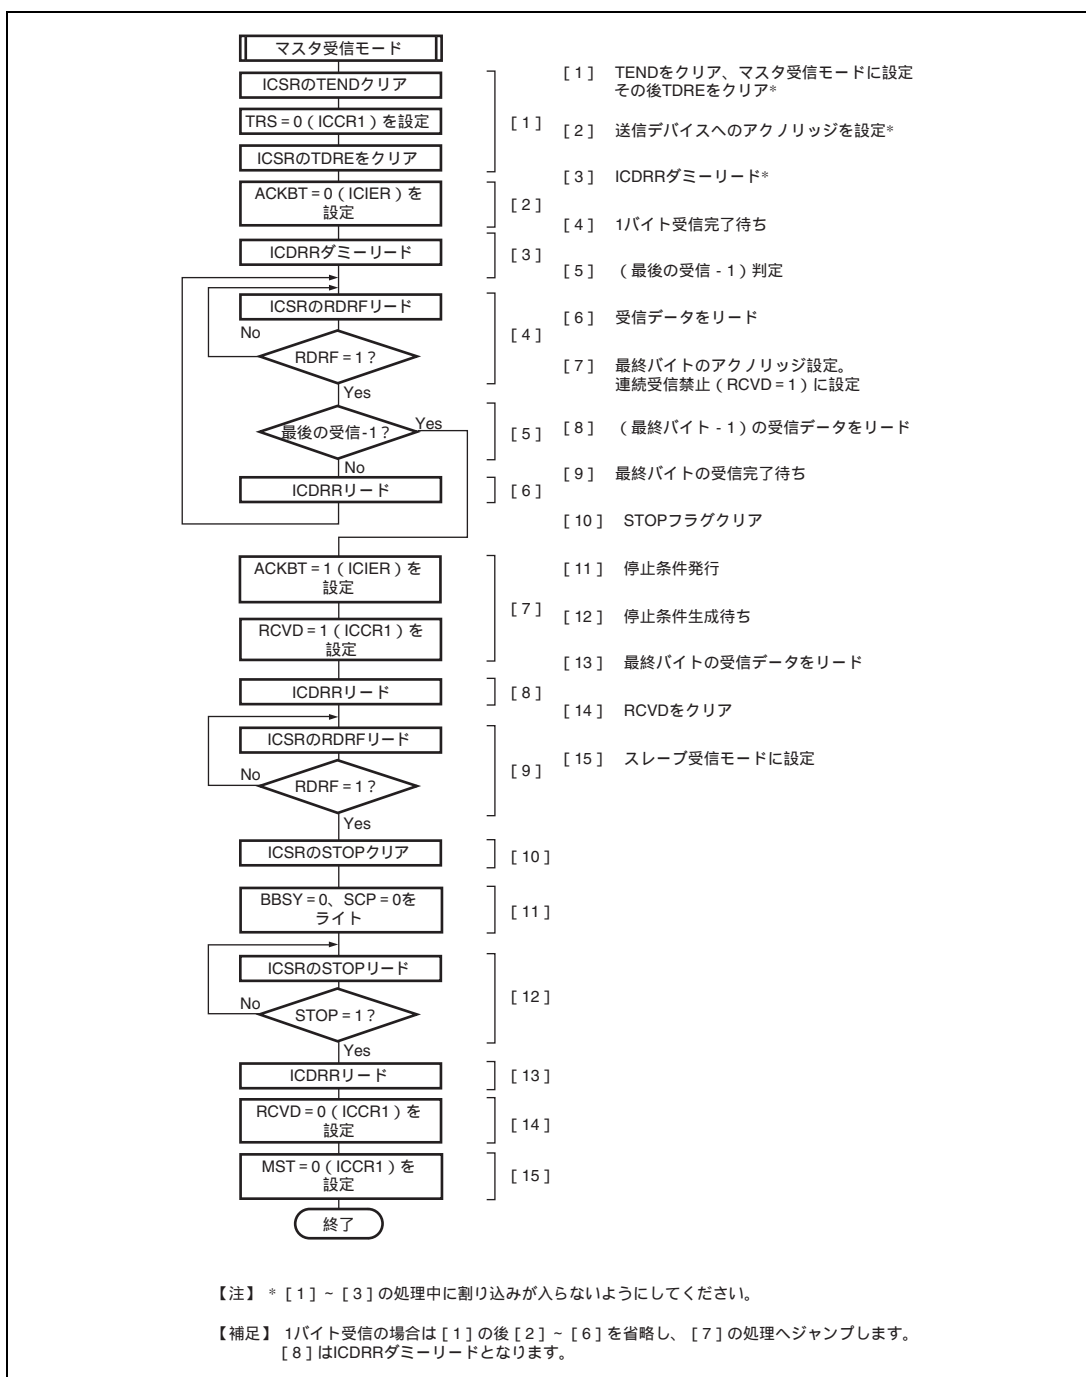 マスタ受信モード
ICSRのTENDクリア
TRS = 0 ( ICCR1 ) を設定
ICSRのTDREをクリア
[ 1 ]
ACKBT = 0 ( ICIER ) を
設定
[ 2 ]
ICDRRダミーリード
[ 3 ]
ICSRのRDRFリード
No
RDRF = 1 ?
[ 4 ]
Yes
最後の受信 - 1 ?
Yes
[ 5 ]
No
ICDRRリード
[ 6 ]
ACKBT = 1 ( ICIER ) を
設定
RCVD = 1 ( ICCR1 ) を
設定
[ 7 ]
ICDRRリード
[ 8 ]
ICSRのRDRFリード
No
RDRF = 1 ?
[ 9 ]
Yes
ICSRのSTOPクリア
[ 10 ]
BBSY = 0、SCP = 0を
ライト
[ 11 ]
ICSRのSTOPリード
No
STOP = 1 ?
[ 12 ]
Yes
ICDRRリード
[ 13 ]
RCVD = 0 ( ICCR1 ) を
設定
[ 14 ]
MST = 0 ( ICCR1 ) を
設定
[ 15 ]
終了
[ 1 ] TENDをクリア、マスタ受信モードに設定
その後TDREをクリア*
[ 2 ] 送信デバイスへのアクノリッジを設定*
[ 3 ] ICDRRダミーリード*
[ 4 ] 1バイト受信完了待ち
[ 5 ] ( 最後の受信 - 1 ) 判定
[ 6 ] 受信データをリード
[ 7 ] 最終バイトのアクノリッジ設定。
連続受信禁止 ( RCVD = 1 ) に設定
[ 8 ] ( 最終バイト - 1 ) の受信データをリード
[ 9 ] 最終バイトの受信完了待ち
[ 10 ] STOPフラグクリア
[ 11 ] 停止条件発行
[ 12 ] 停止条件生成待ち
[ 13 ] 最終バイトの受信データをリード
[ 14 ] RCVDをクリア
[ 15 ] スレーブ受信モードに設定
【注】 * [ 1 ] ~ [ 3 ] の処理中に割り込みが入らないようにしてください。
【補足】 1バイト受信の場合は [ 1 ] の後 [ 2 ] ~ [ 6 ] を省略し、 [ 7 ] の処理へジャンプします。
[ 8 ] はICDRRダミーリードとなります。